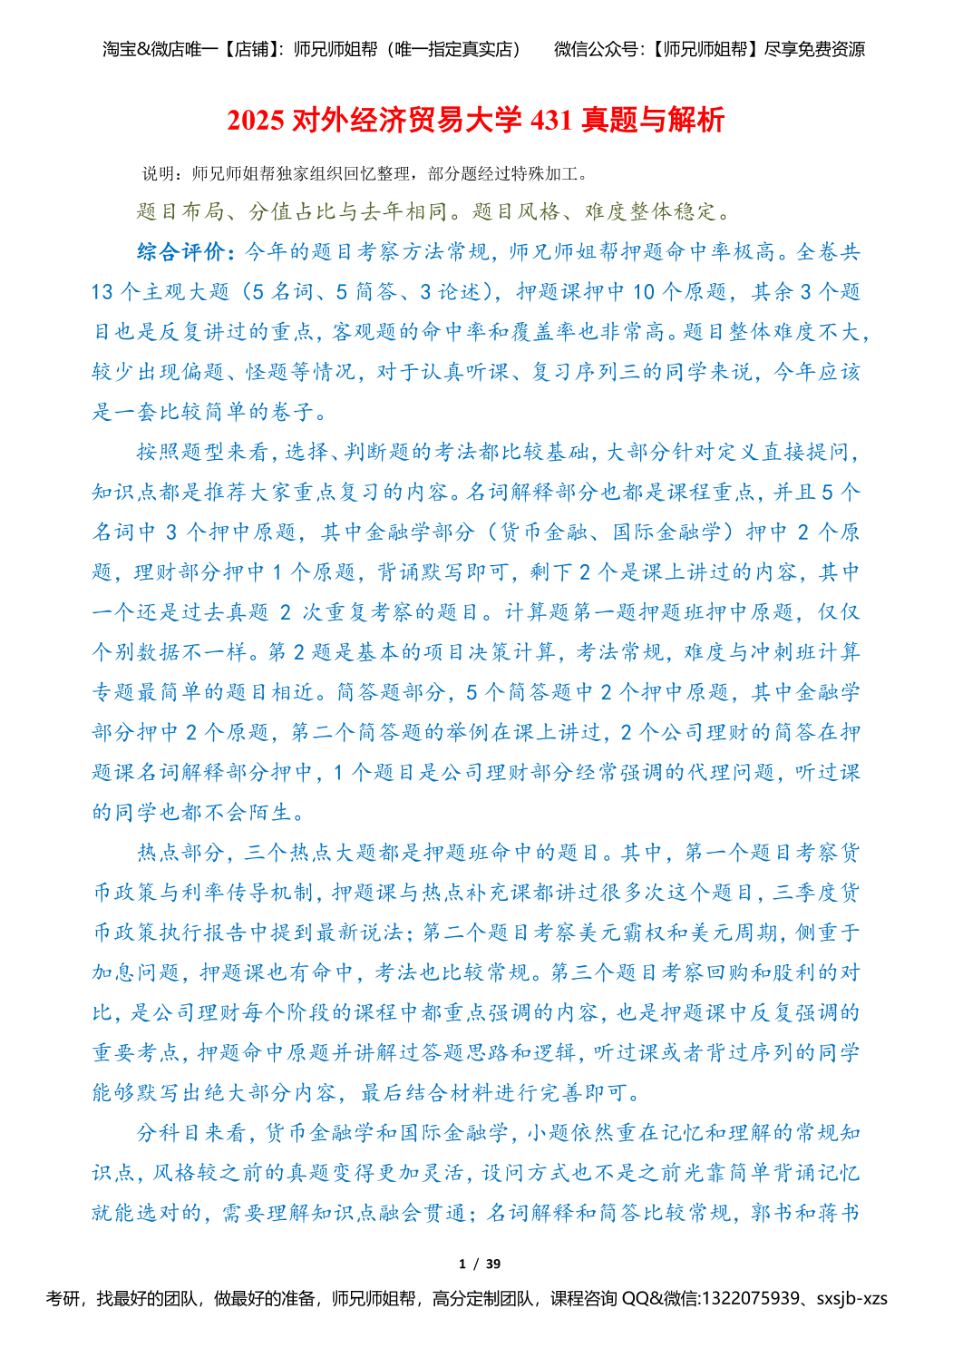 淘宝&微店唯一【店铺】：师兄师姐帮（唯一指定真实店） 微信公众号：【师兄师姐帮】尽享免费资源
2025 对外经济贸易大学 431 真题与解析
说明：师兄师姐帮独家组织回忆整理，部分题经过特殊加工。
题目布局、分值占比与去年相同。题目风格、难度整体稳定。
综合评价：今年的题目考察方法常规，师兄师姐帮押题命中率极高。全卷共
13 个主观大题（5 名词、5 简答、3 论述），押题课押中 10 个原题，其余 3 个题
目也是反复讲过的重点，客观题的命中率和覆盖率也非常高。题目整体难度不大，
较少出现偏题、怪题等情况，对于认真听课、复习序列三的同学来说，今年应该
是一套比较简单的卷子。
按照题型来看，选择、判断题的考法都比较基础，大部分针对定义直接提问，
知识点都是推荐大家重点复习的内容。名词解释部分也都是课程重点，并且 5 个
名词中 3 个押中原题，其中金融学部分（货币金融、国际金融学）押中 2 个原
题，理财部分押中 1 个原题，背诵默写即可，剩下 2 个是课上讲过的内容，其中
一个还是过去真题 2 次重复考察的题目。计算题第一题押题班押中原题，仅仅
个别数据不一样。第 2 题是基本的项目决策计算，考法常规，难度与冲刺班计算
专题最简单的题目相近。简答题部分，5 个简答题中 2 个押中原题，其中金融学
部分押中 2 个原题，第二个简答题的举例在课上讲过，2 个公司理财的简答在押
题课名词解释部分押中，1 个题目是公司理财部分经常强调的代理问题，听过课
的同学也都不会陌生。
热点部分，三个热点大题都是押题班命中的题目。其中，第一个题目考察货
币政策与利率传导机制，押题课与热点补充课都讲过很多次这个题目，三季度货
币政策执行报告中提到最新说法；第二个题目考察美元霸权和美元周期，侧重于
加息问题，押题课也有命中，考法也比较常规。第三个题目考察回购和股利的对
比，是公司理财每个阶段的课程中都重点强调的内容，也是押题课中反复强调的
重要考点，押题命中原题并讲解过答题思路和逻辑，听过课或者背过序列的同学
能够默写出绝大部分内容，最后结合材料进行完善即可。
分科目来看，货币金融学和国际金融学，小题依然重在记忆和理解的常规知
识点，风格较之前的真题变得更加灵活，设问方式也不是之前光靠简单背诵记忆
就能选对的，需要理解知识点融会贯通；名词解释和简答比较常规，郭书和蒋书
1 / 39
考研，找最好的团队，做最好的准备，师兄师姐帮，高分定制团队，课程咨询 QQ&微信:1322075939、sxsjb-xzs